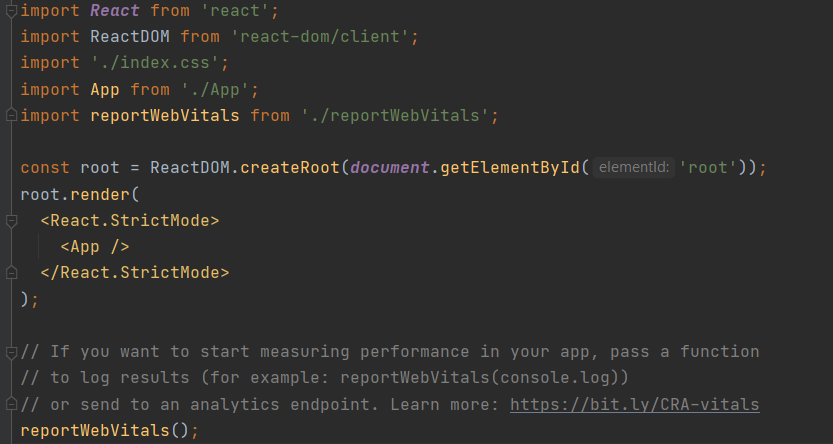 import React from 'react';
import ReactDOM from 'react-dom/client';
import './index.css';
import App from './App';
import reportWebVitals from './reportWebVitals';

const root = ReactDOM.createRoot(document.getElementById( elementId: 'root'));
root.render(
  <React.StrictMode>
    <App />
  </React.StrictMode>
);

// If you want to start measuring performance in your app, pass a function
// to log results (for example: reportWebVitals(console.log))
// or send to an analytics endpoint. Learn more: https://bit.ly/CRA-vitals
reportWebVitals();